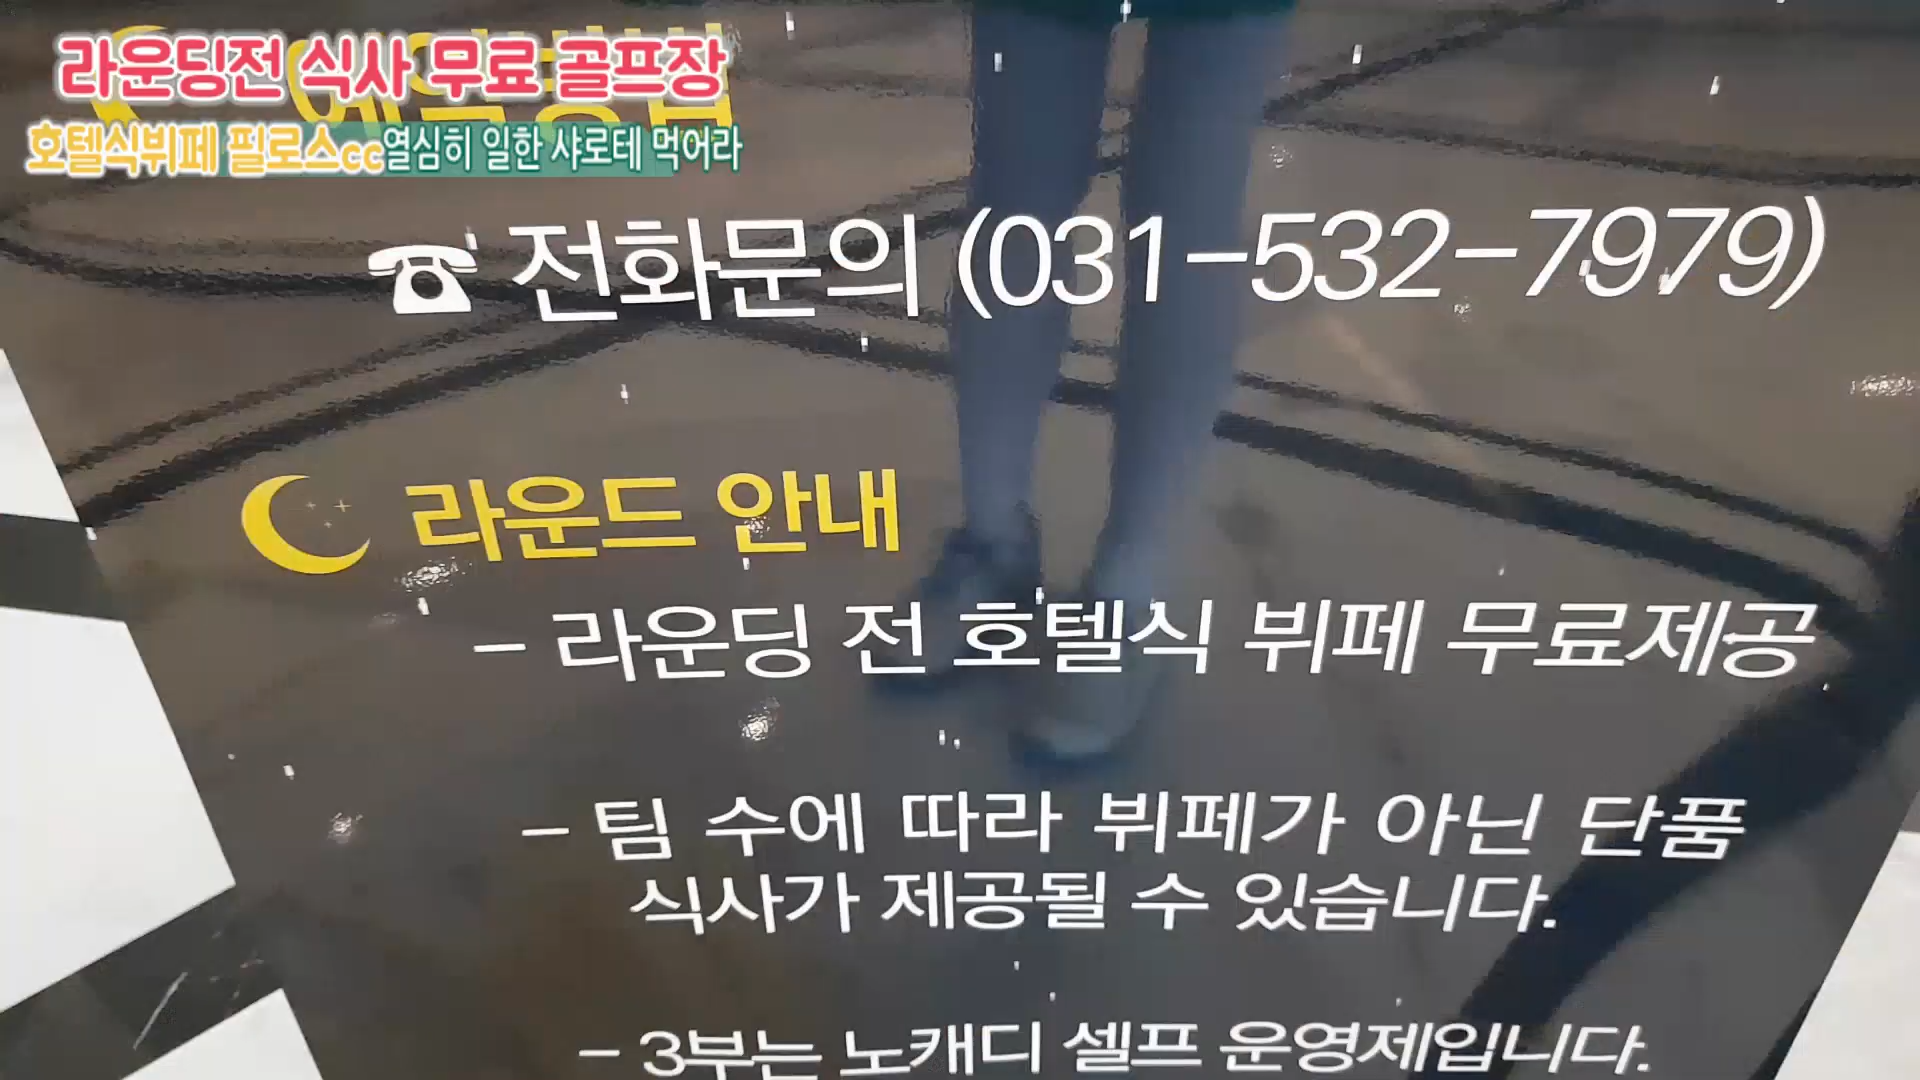 라운딩전 식사 무료 골프장
호텔식뷔페 필로스cc열심히 일한 샤로테 먹어라
☎ 전화문의 (031-532-7979)
라운드 안내
- 라운딩 전 호텔식 뷔페 무료제공
- 팀 수에 따라 뷔페가 아닌 단품
식사가 제공될 수 있습니다.
- 3부는 노캐디 셀프 운영제입니다.